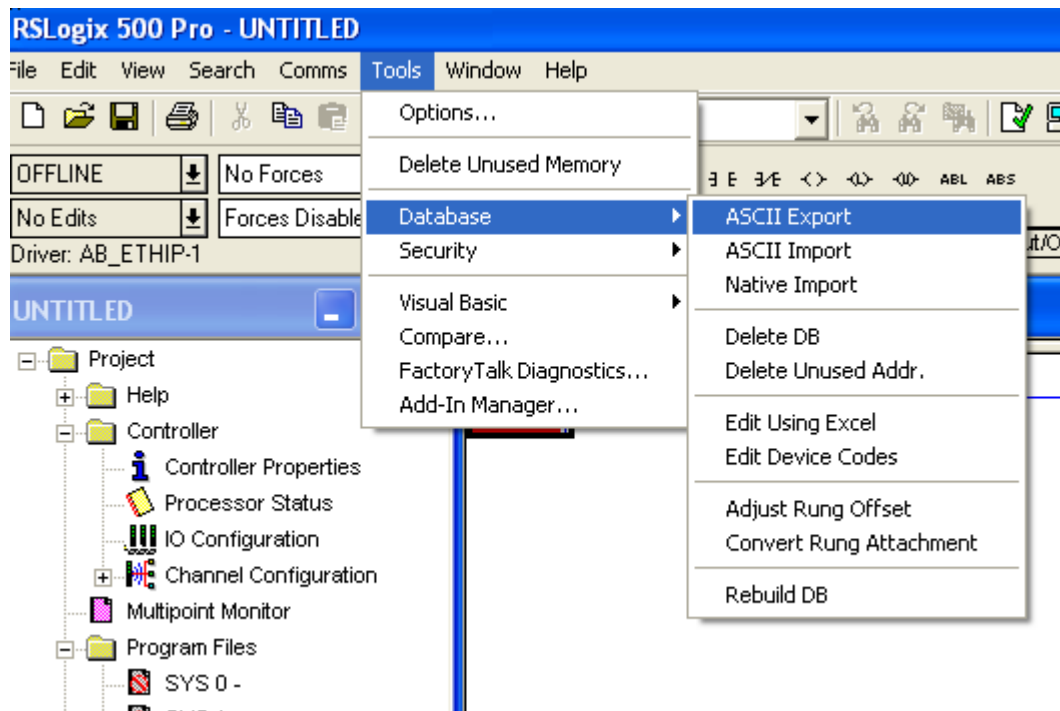 RSLogix 500 Pro - UNTITLED
File Edit View Search Comms Tools Window Help
Options...
Delete Unused Memory
Database
Security
Visual Basic
Compare...
FactoryTalk Diagnostics...
Add-In Manager...
ASCII Export
ASCII Import
Native Import
Delete DB
Delete Unused Addr.
Edit Using Excel
Edit Device Codes
Adjust Rung Offset
Convert Rung Attachment
Rebuild DB
OFFLINE No Forces
ABL ABS
No Edits Forces Disable
Driver: AB_ETHIP-1
UNTITLED
Project
Help
Controller
Controller Properties
Processor Status
IO Configuration
Channel Configuration
Multipoint Monitor
Program Files
SYS 0 -